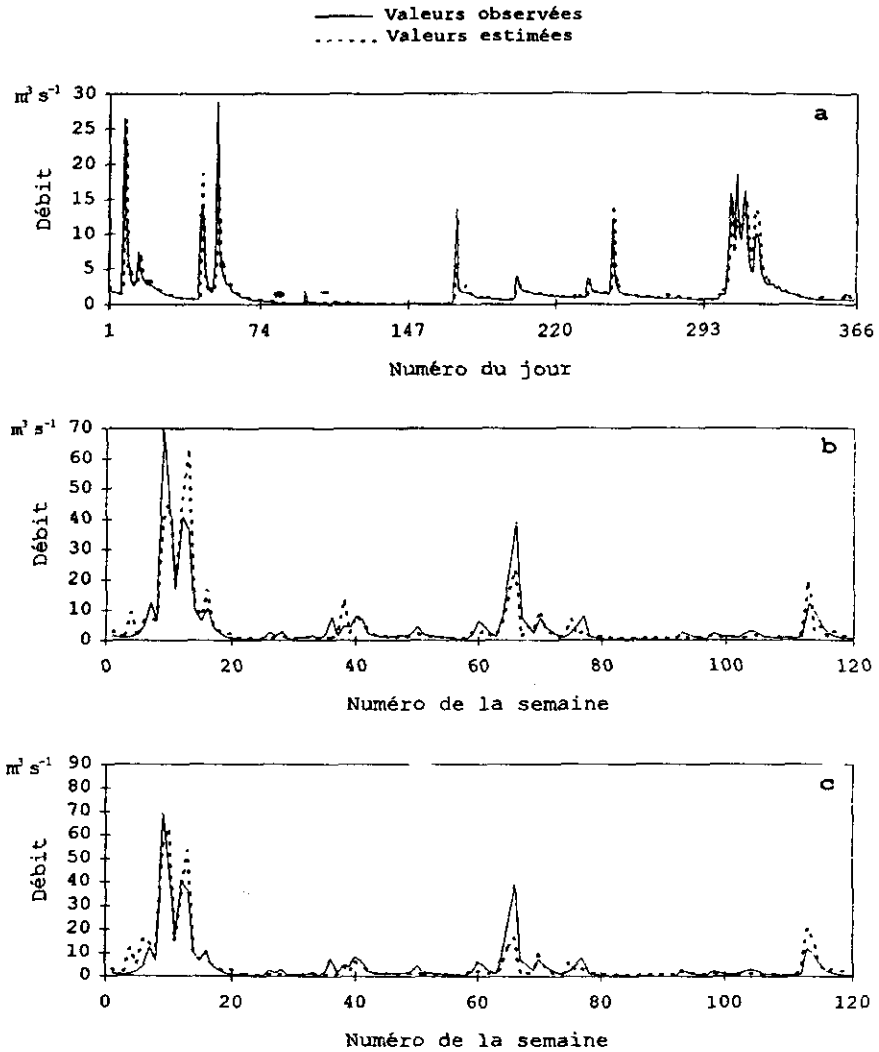 Valeurs observées
Valeurs estimées
m³ s⁻¹
30
25
20
15
10
5
0
Débit
a
1 74 147 220 293 366
Numéro du jour
m³ s⁻¹
70
60
50
40
30
20
10
0
Débit
b
0 20 40 60 80 100 120
Numéro de la semaine
m³ s⁻¹
90
80
70
60
50
40
30
20
10
0
Débit
c
0 20 40 60 80 100 120
Numéro de la semaine